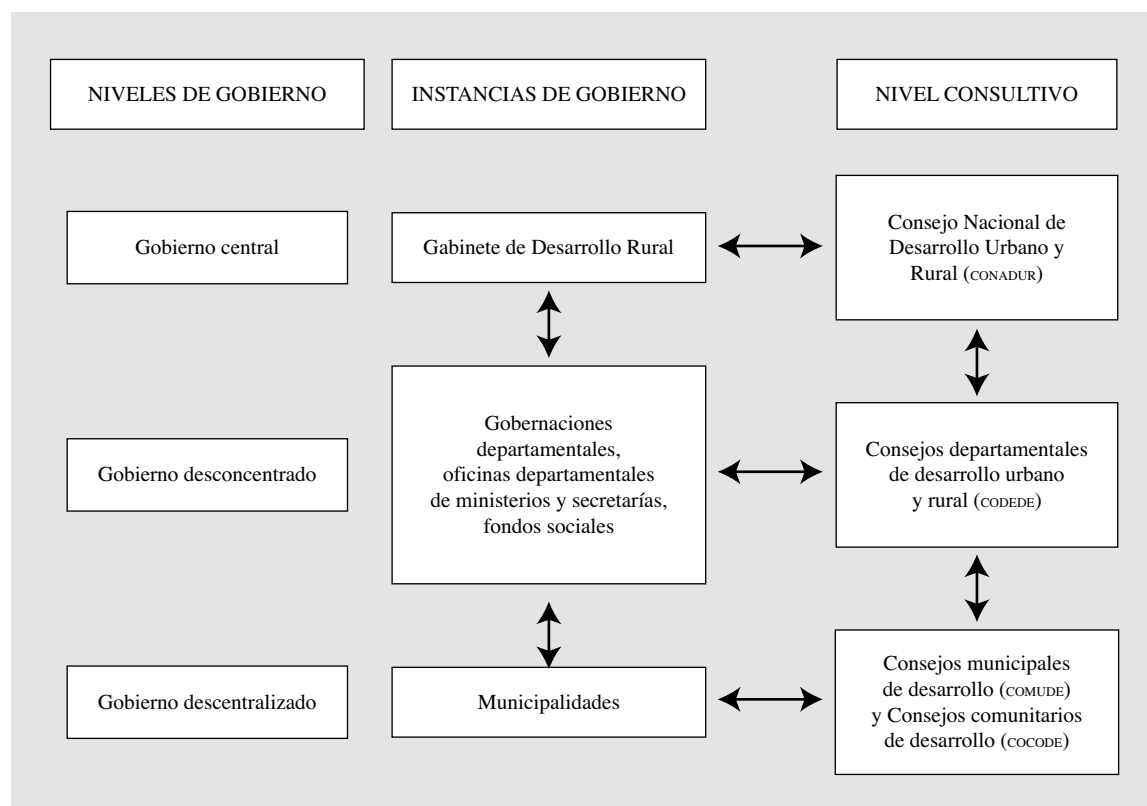 NIVELES DE GOBIERNO
INSTANCIAS DE GOBIERNO
NIVEL CONSULTIVO
Gobierno central
Gabinete de Desarrollo Rural
Consejo Nacional de
Desarrollo Urbano y
Rural (CONADUR)
Gobierno desconcentrado
Gobernaciones
departamentales,
oficinas departamentales
de ministerios y secretarías,
fondos sociales
Consejos departamentales
de desarrollo urbano
y rural (CODEDE)
Gobierno descentralizado
Municipalidades
Consejos municipales
de desarrollo (COMUDE)
y Consejos comunitarios
de desarrollo (COCODE)